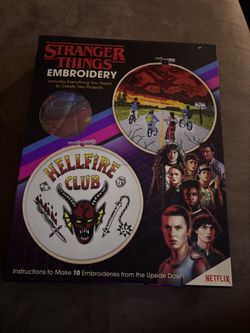 STRANGER
THINGS
EMBROIDERY
Includes Everything You Need
to Create Two Projects
HELLFIRE
CLUB
NETFLIX
Instructions to Make 10 Embroideries from the Upside Down